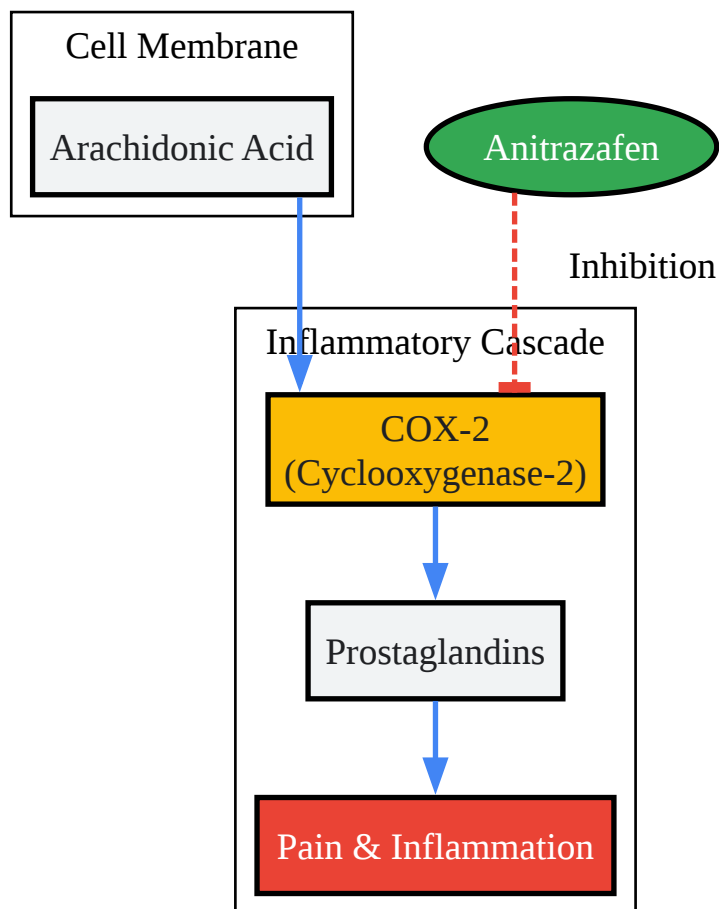 Cell Membrane
Arachidonic Acid
Anitrazafen
Inhibition
Inflammatory Cascade
COX-2
(Cyclooxygenase-2)
Prostaglandins
Pain & Inflammation